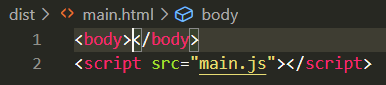 dist > main.html > body
1 <body></body>
2 <script src="main.js"></script>